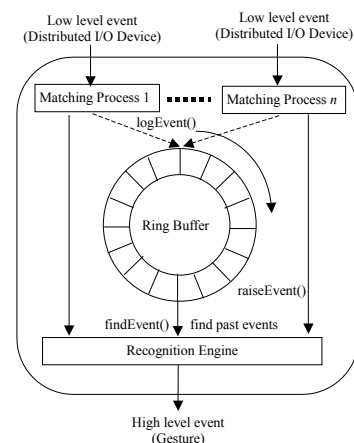 Low level event
(Distributed I/O Device)
Low level event
(Distributed I/O Device)
Matching Process 1
Matching Process n
logEvent()
Ring Buffer
raiseEvent()
findEvent()
find past events
Recognition Engine
High level event
(Gesture)